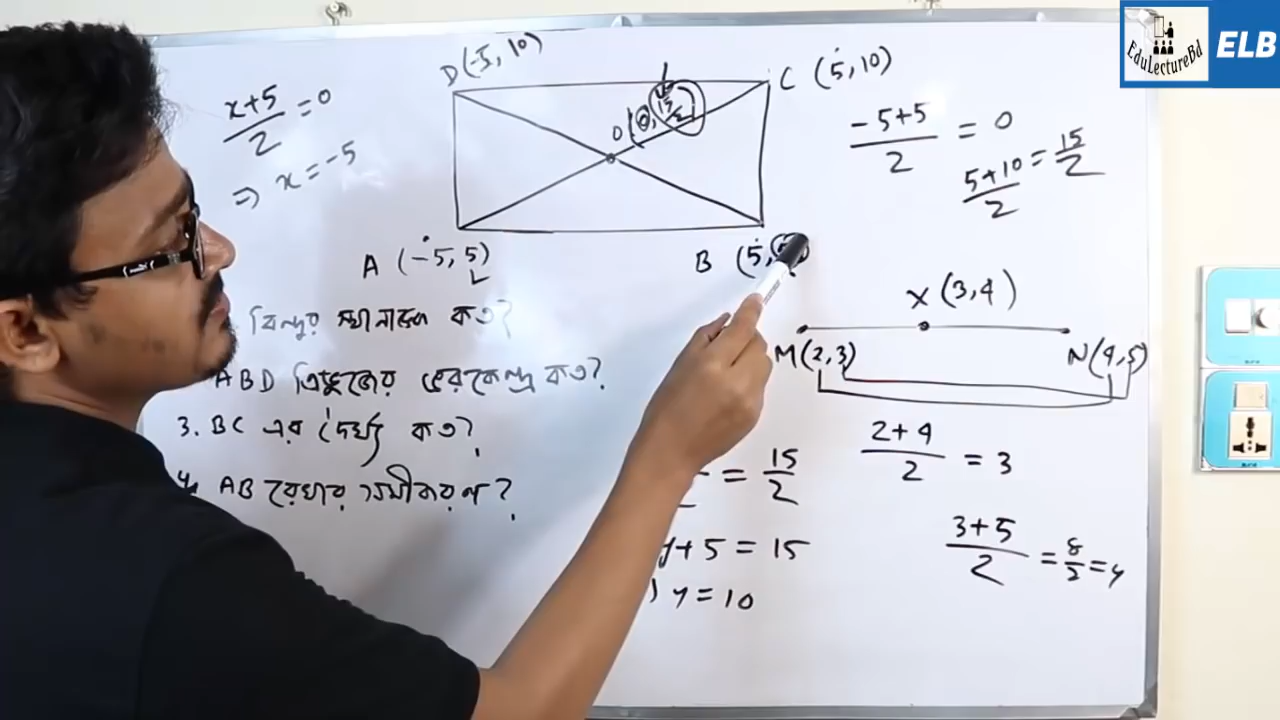 EduLectureBd ELB
D (-5, 10)
C (5, 10)
x+5/2 = 0
⇒ x = -5
O (0, 15/2)
-5+5/2 = 0
5+10/2 = 15/2
A (-5, 5)
B (5,
X (3,4)
M(2,3)
N(4,5)
বিন্দুর স্থানাঙ্ক কত?
ABD ত্রিভুজের ভরকেন্দ্র কত?
3. BC এর দৈর্ঘ্য কত?
4. AB রেখার সমীকরণ?
= 15/2
y+5 = 15
y = 10
2+4/2 = 3
3+5/2 = 8/2 = 4